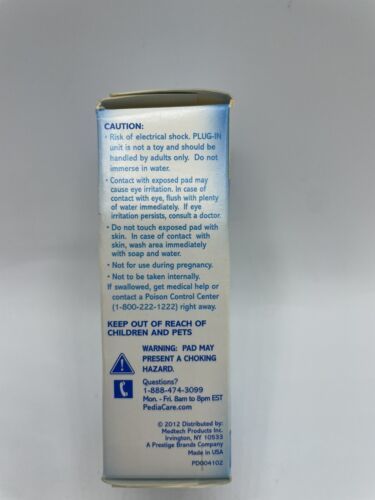 CAUTION:
• Risk of electrical shock. PLUG-IN
unit is not a toy and should be
handled by adults only. Do not
immerse in water.
• Contact with exposed pad may
cause eye irritation. In case of
contact with eye, flush with plenty
of water immediately. If eye
irritation persists, consult a doctor.
• Do not touch exposed pad with
skin. In case of contact with
skin, wash area immediately
with soap and water.
• Not for use during pregnancy.
• Not to be taken internally.
If swallowed, get medical help or
contact a Poison Control Center
(1-800-222-1222) right away.
KEEP OUT OF REACH OF
CHILDREN AND PETS
WARNING: PAD MAY
PRESENT A CHOKING
HAZARD.
Questions?
1-888-474-3099
Mon. - Fri. 8am to 8pm EST
PediaCare.com
© 2012 Distributed by:
Medtech Products Inc.
Irvington, NY 10533
A Prestige Brands Company
Made in USA
PD004102